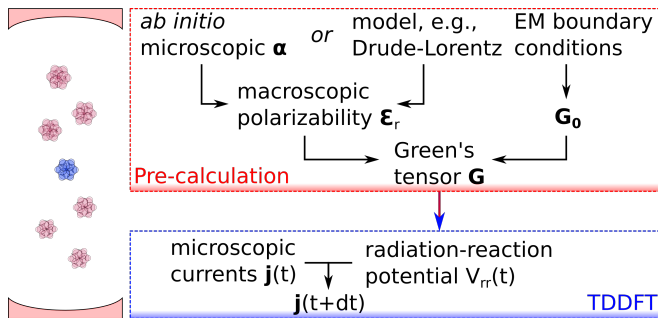 ab initio
microscopic α
or
model, e.g.,
Drude-Lorentz
EM boundary
conditions
macroscopic
polarizability ε_r
G_0
Green's
tensor G
Pre-calculation
microscopic
currents j(t)
radiation-reaction
potential V_rr(t)
j(t+dt)
TDDFT